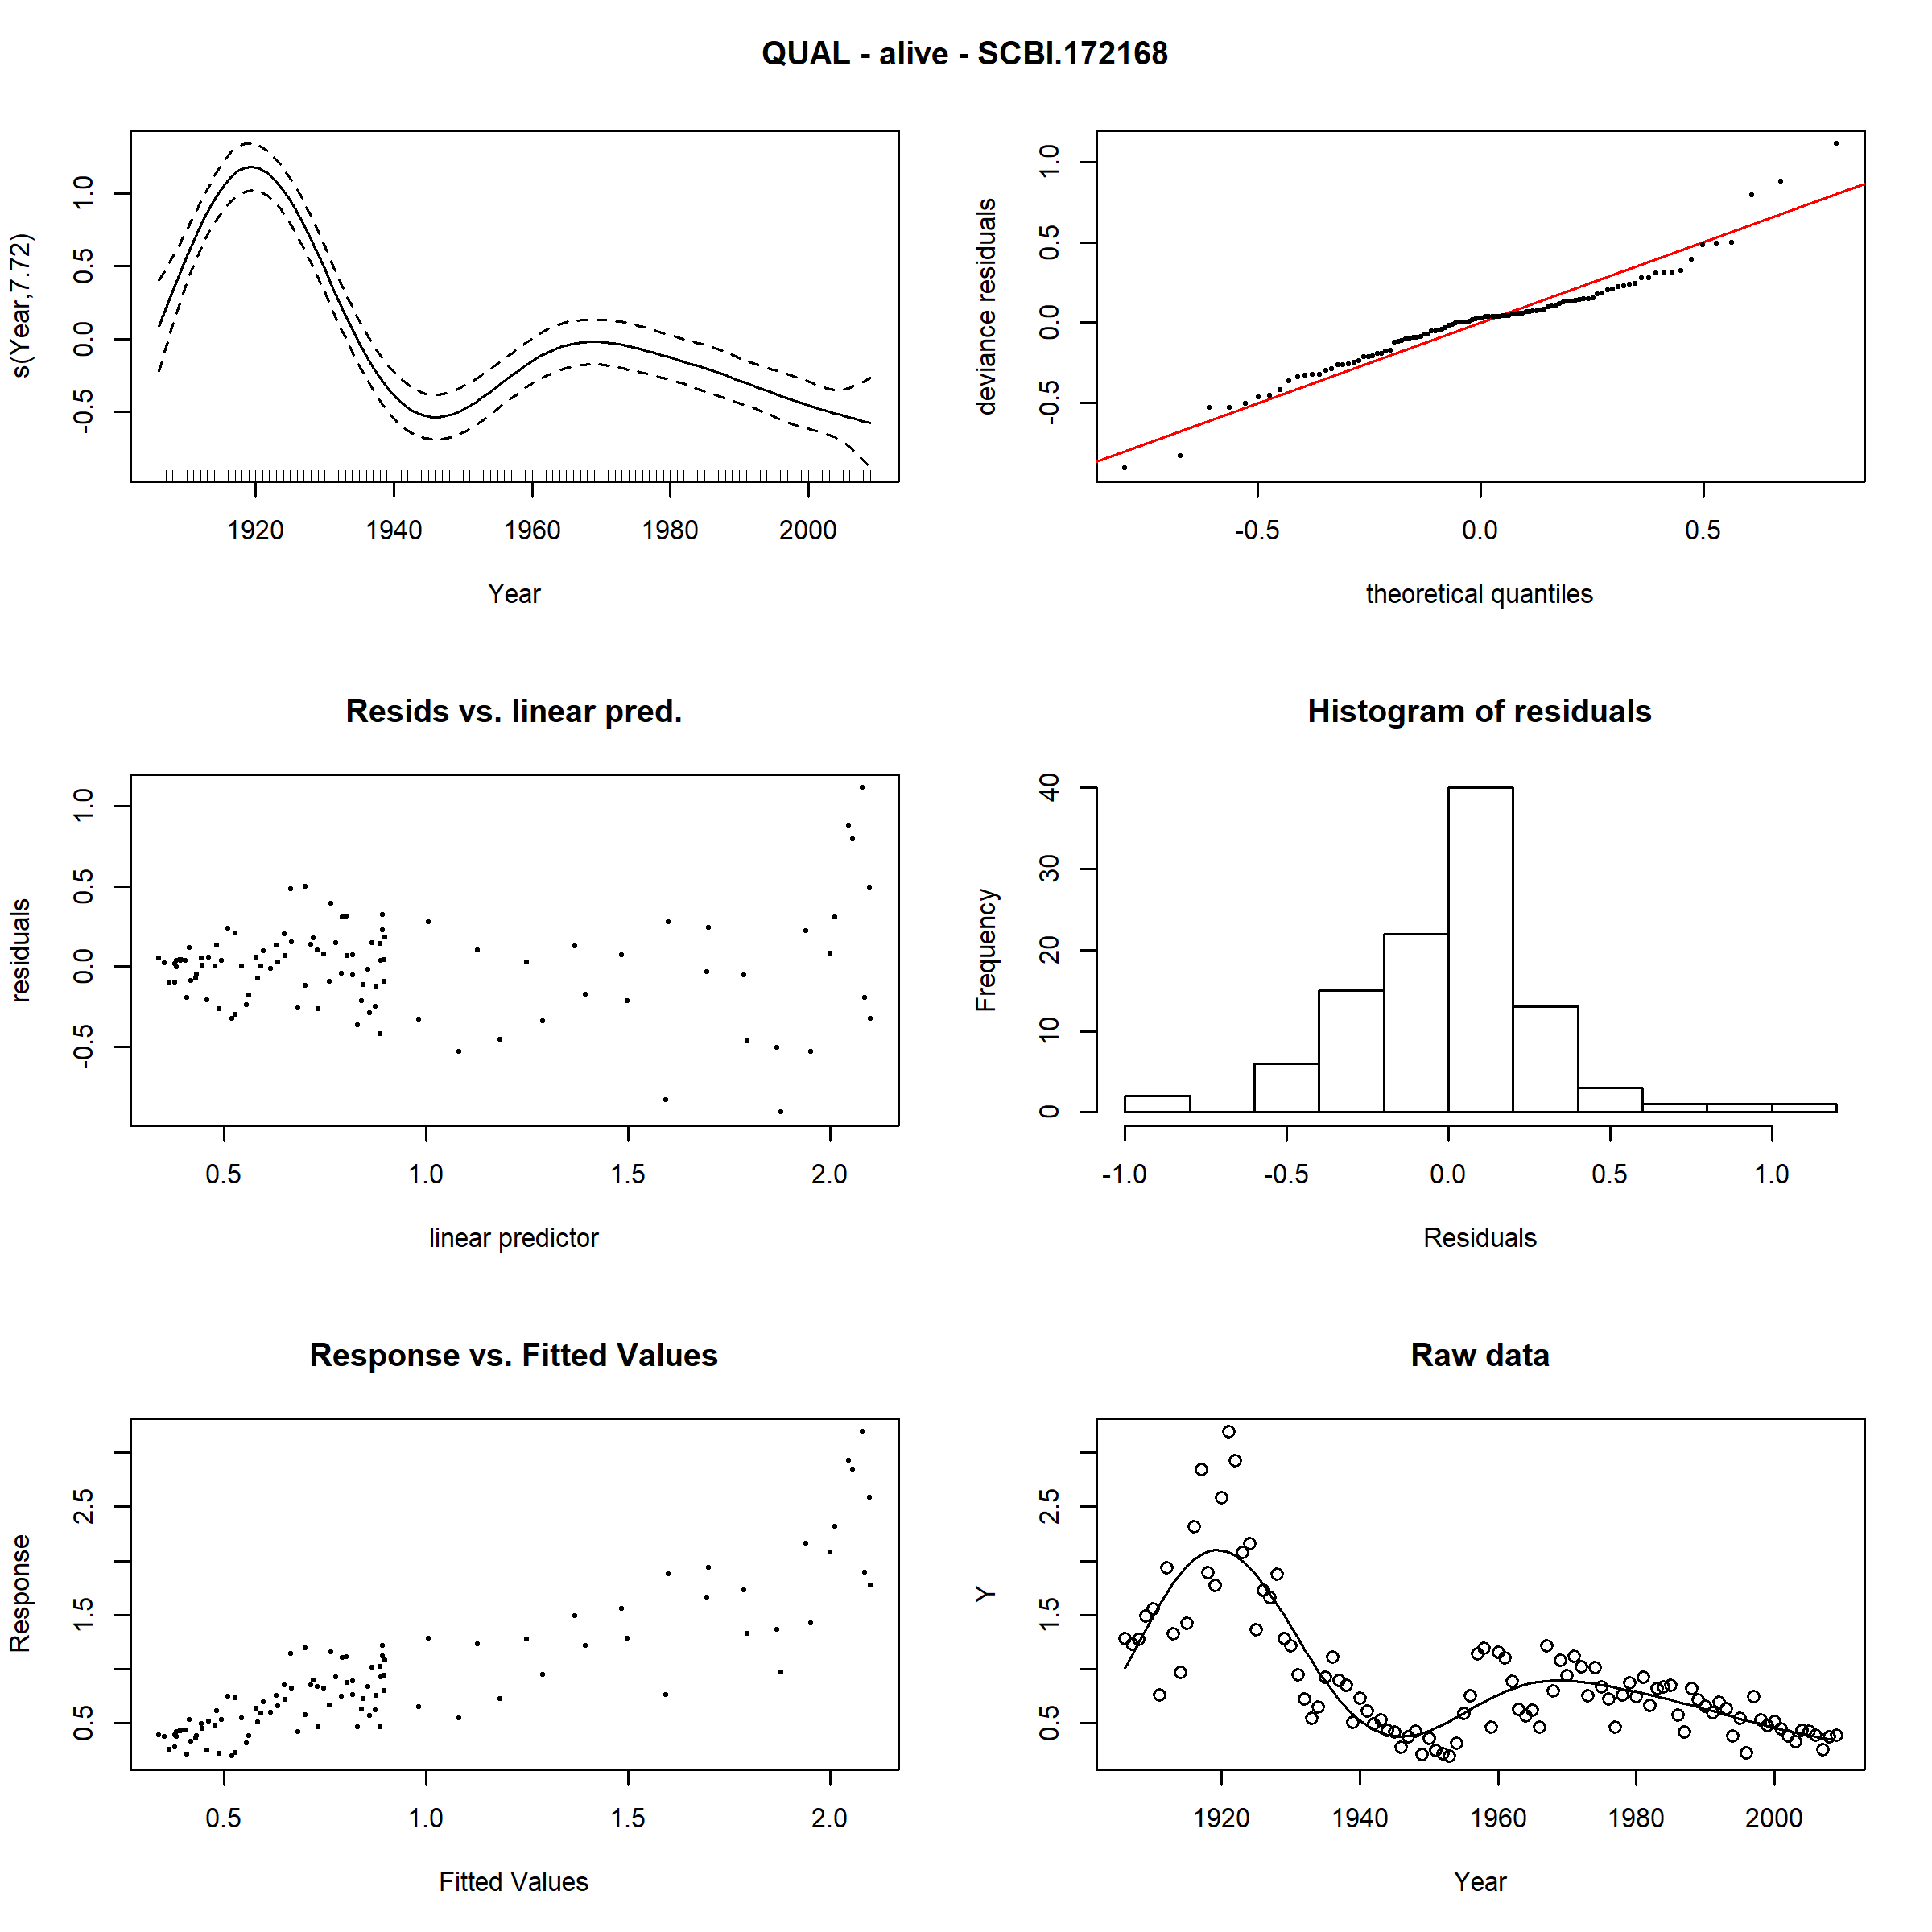 QUAL - alive - SCBI.172168
s(Year,7.72)
-0.5 0.0 0.5 1.0
1920 1940 1960 1980 2000
Year
deviance residuals
-0.5 0.0 0.5 1.0
-0.5 0.0 0.5
theoretical quantiles
Resids vs. linear pred.
residuals
-0.5 0.0 0.5 1.0
0.5 1.0 1.5 2.0
linear predictor
Histogram of residuals
Frequency
0 10 20 30 40
-1.0 -0.5 0.0 0.5 1.0
Residuals
Response vs. Fitted Values
Response
0.5 1.5 2.5
0.5 1.0 1.5 2.0
Fitted Values
Raw data
Y
0.5 1.5 2.5
1920 1940 1960 1980 2000
Year